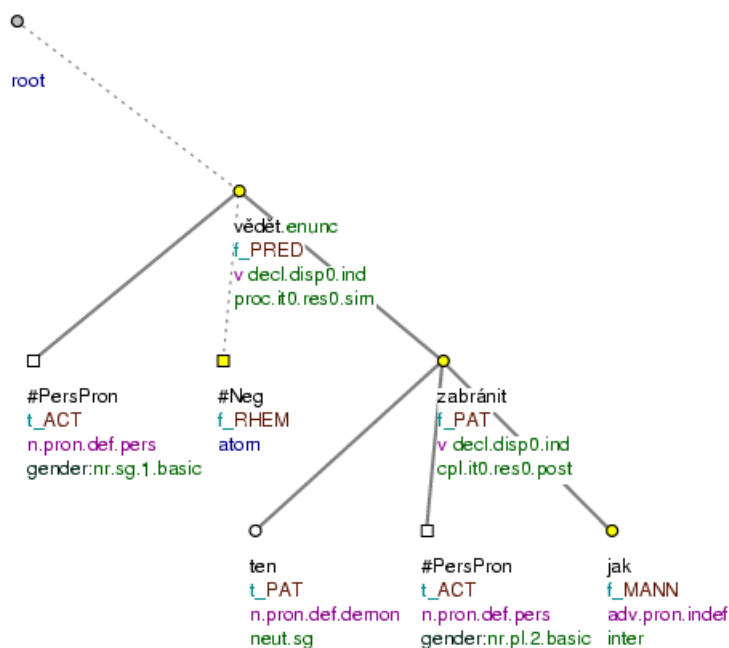 root
vědět.enunc
f_PRED
v decl.disp0.ind
proc.it0.res0.sim
#PersPron
t_ACT
n.pron.def.pers
gender:nr.sg.1.basic
#Neg
f_RHEM
atom
zabránit
f_PAT
v decl.disp0.ind
cpl.it0.res0.post
ten
t_PAT
n.pron.def.demon
neut.sg
#PersPron
t_ACT
n.pron.def.pers
gender:nr.pl.2.basic
jak
f_MANN
adv.pron.indef
inter